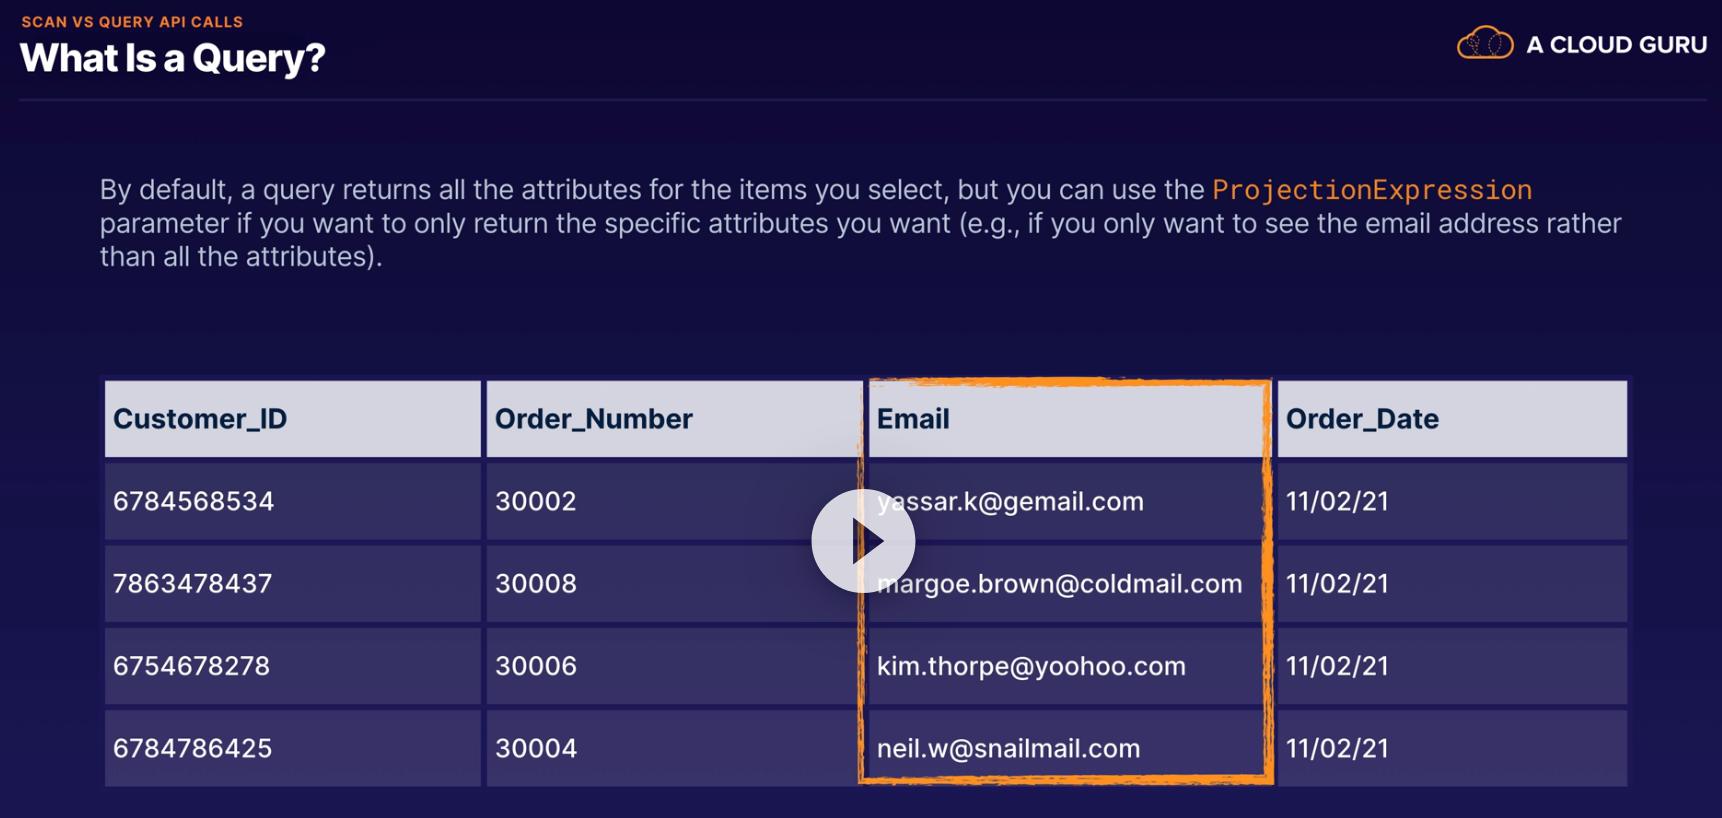 SCAN VS QUERY API CALLS
What Is a Query?
A CLOUD GURU
By default, a query returns all the attributes for the items you select, but you can use the ProjectionExpression
parameter if you want to only return the specific attributes you want (e.g., if you only want to see the email address rather
than all the attributes).
Customer_ID Order_Number Email Order_Date
6784568534 30002 yassar.k@gemail.com 11/02/21
7863478437 30008 margoe.brown@coldmail.com 11/02/21
6754678278 30006 kim.thorpe@yoohoo.com 11/02/21
6784786425 30004 neil.w@snailmail.com 11/02/21